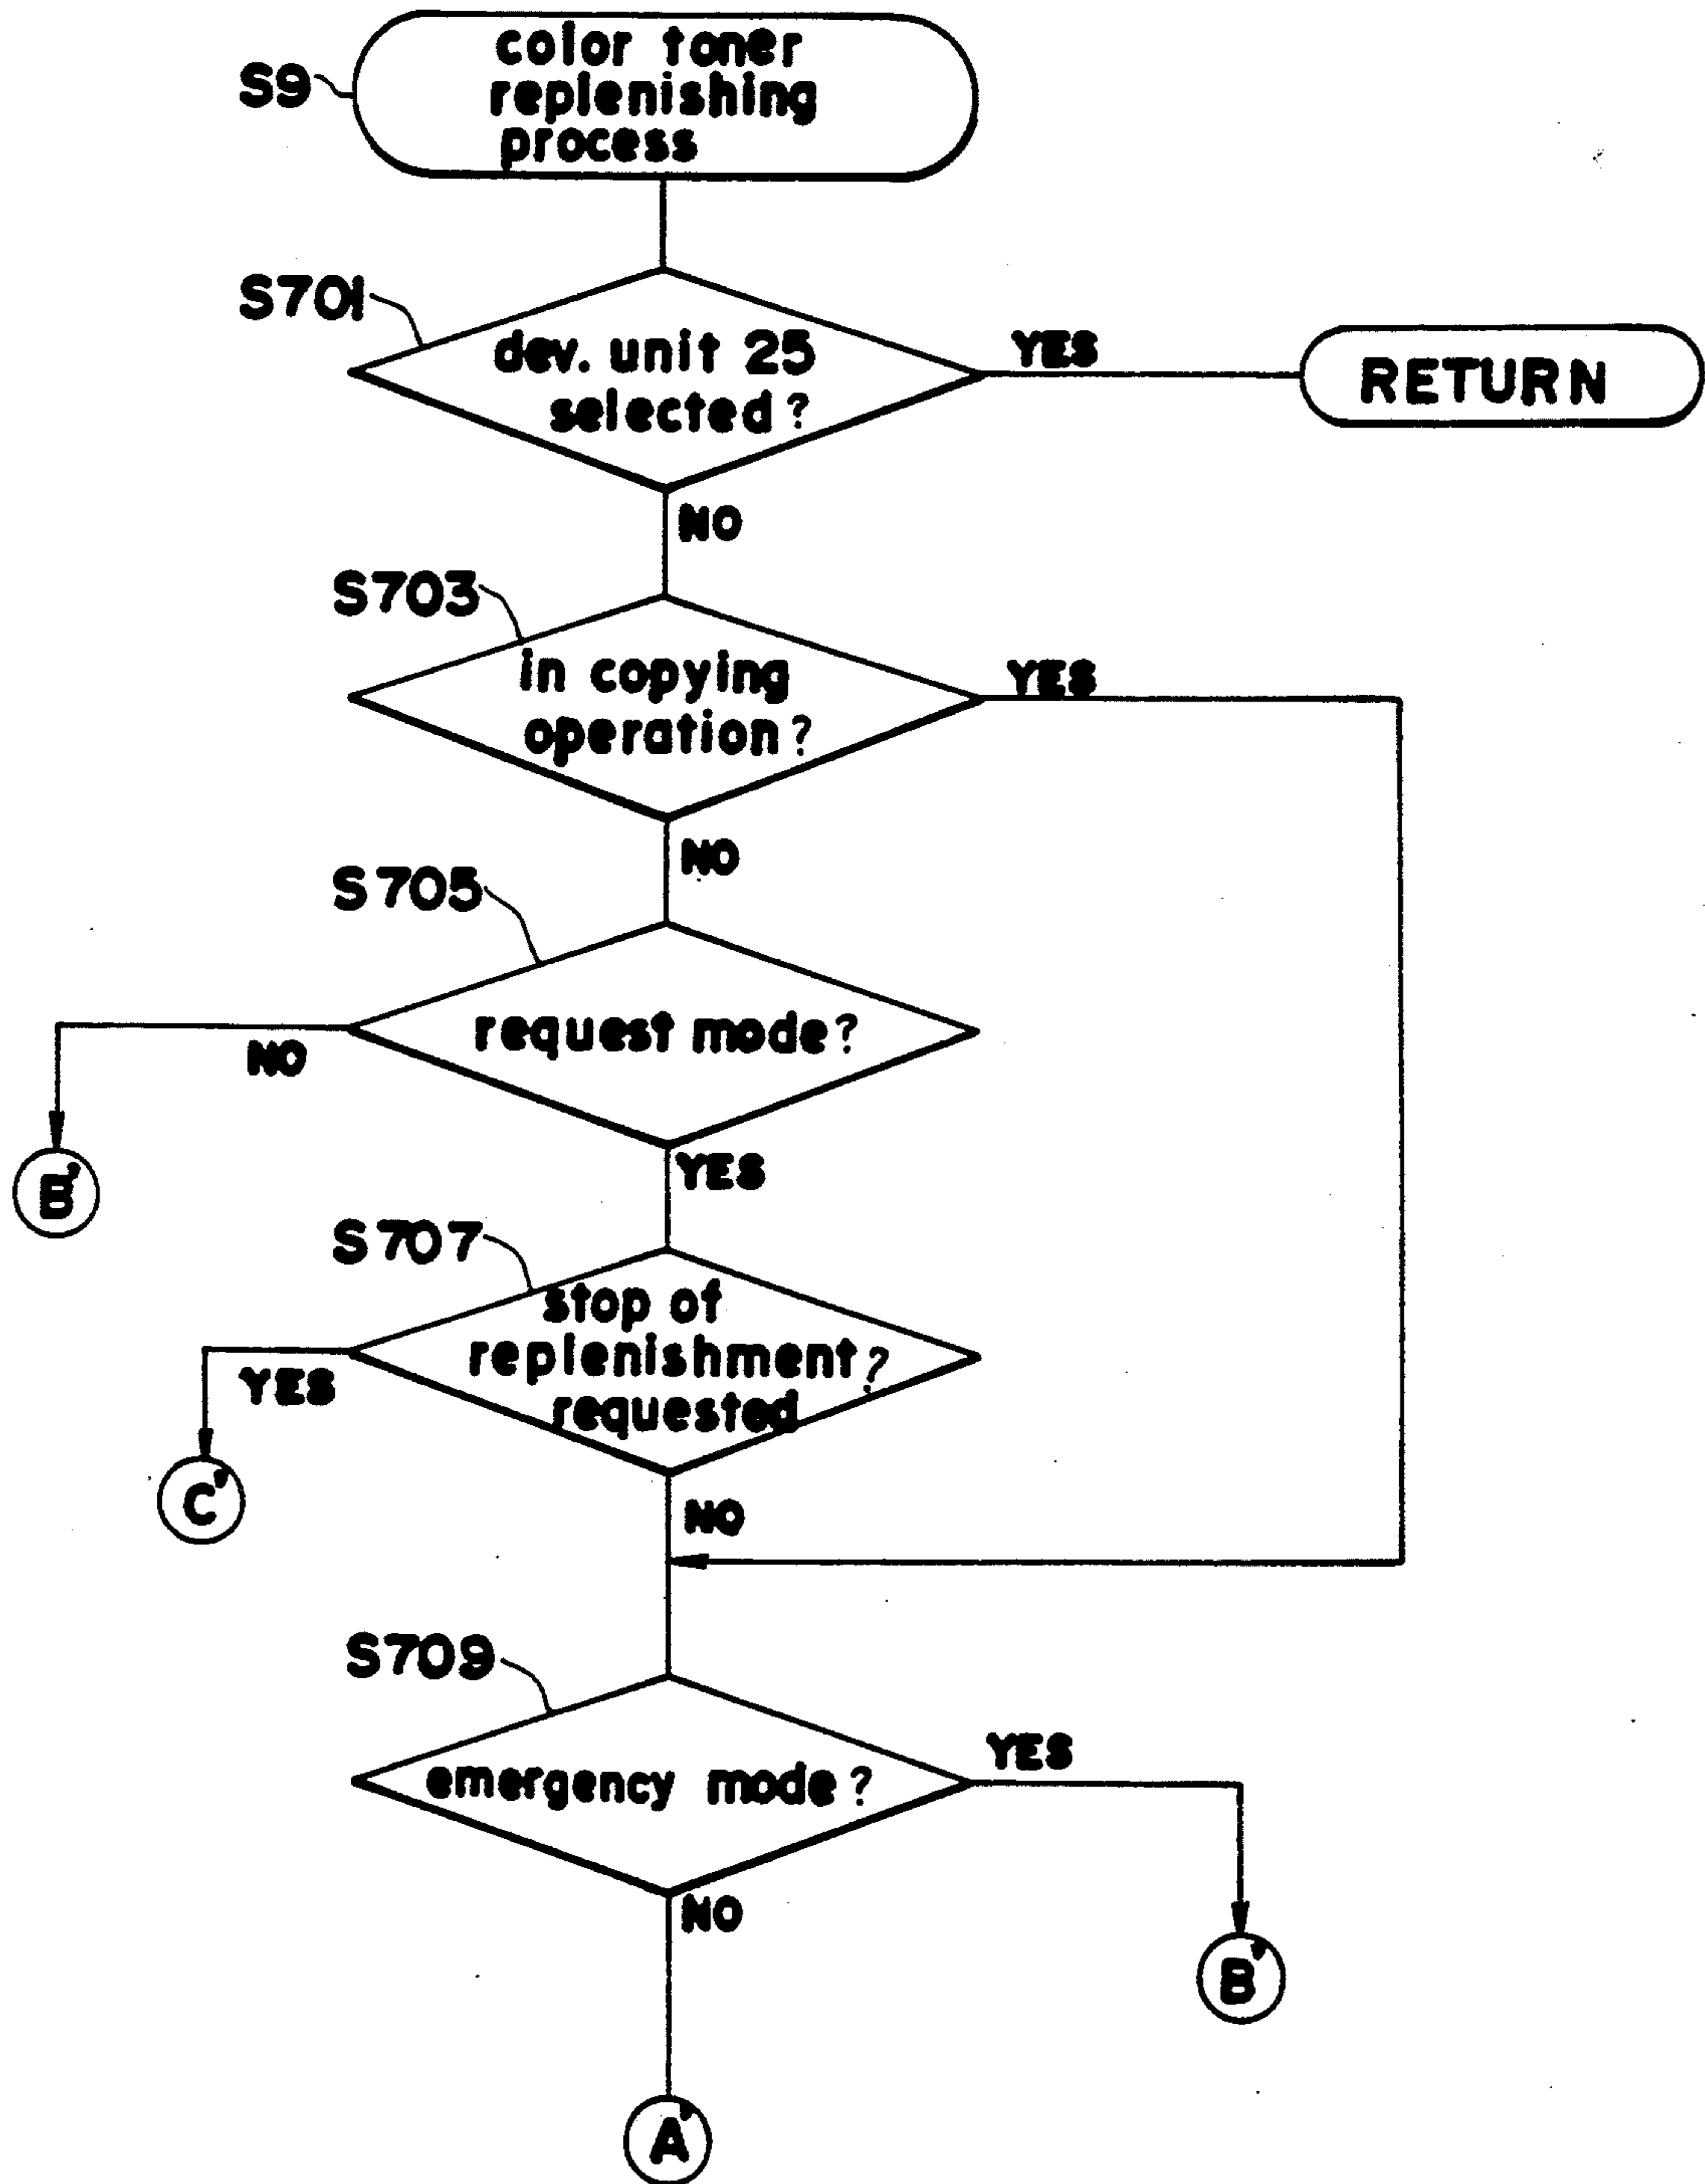 color toner
replenishing
process
S9
S701
dev. unit 25
selected?
YES
RETURN
NO
S703
in copying
operation?
YES
NO
S705
request mode?
NO
B'
YES
S707
stop of
replenishment?
requested
YES
C'
NO
S709
emergency mode?
YES
B'
NO
A'